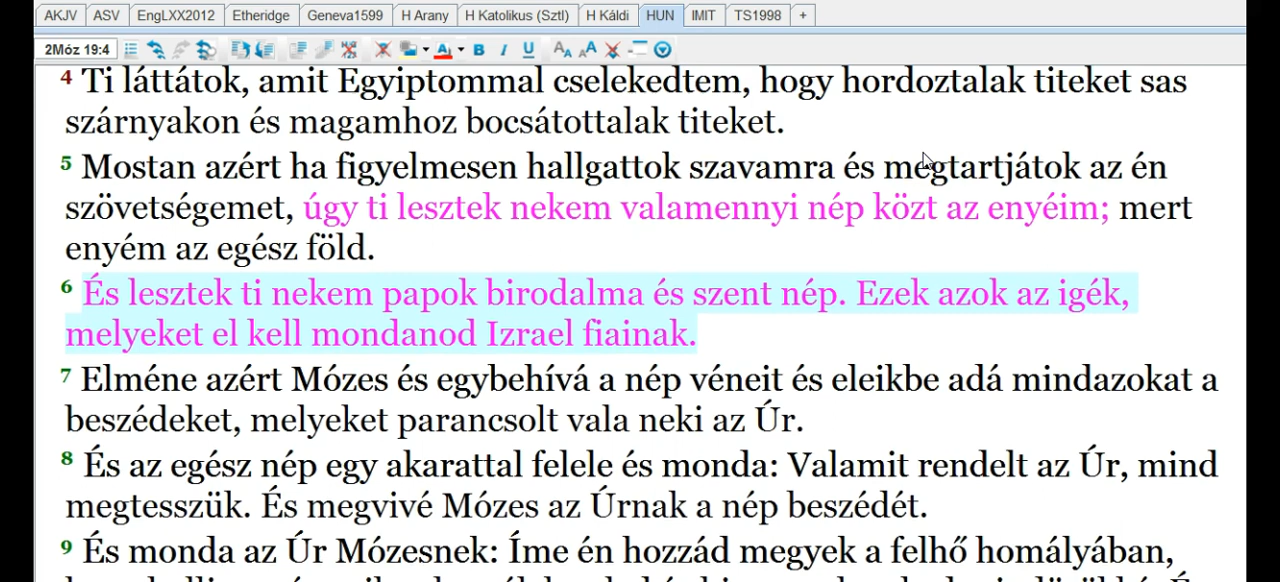 AKJV ASV EngLXX2012 Etheridge Geneva1599 H Arany H Katolikus (Sztl) H Káldi HUN IMIT TS1998 +
2Móz 19:4 A B I U AA AA
4 Ti láttátok, amit Egyiptommal cselekedtem, hogy hordoztalak titeket sas
szárnyakon és magamhoz bocsátottalak titeket.
5 Mostan azért ha figyelmesen hallgattok szavamra és megtartjátok az én
szövetségemet, úgy ti lesztek nekem valamennyi nép közt az enyéim; mert
enyém az egész föld.
6 És lesztek ti nekem papok birodalma és szent nép. Ezek azok az igék,
melyeket el kell mondanod Izrael fiainak.
7 Elméne azért Mózes és egybehívá a nép véneit és eleikbe adá mindazokat a
beszédeket, melyeket parancsolt vala neki az Úr.
8 És az egész nép egy akarattal felele és monda: Valamit rendelt az Úr, mind
megtesszük. És megvivé Mózes az Úrnak a nép beszédét.
9 És monda az Úr Mózesnek: Íme én hozzád megyek a felhő homályában,